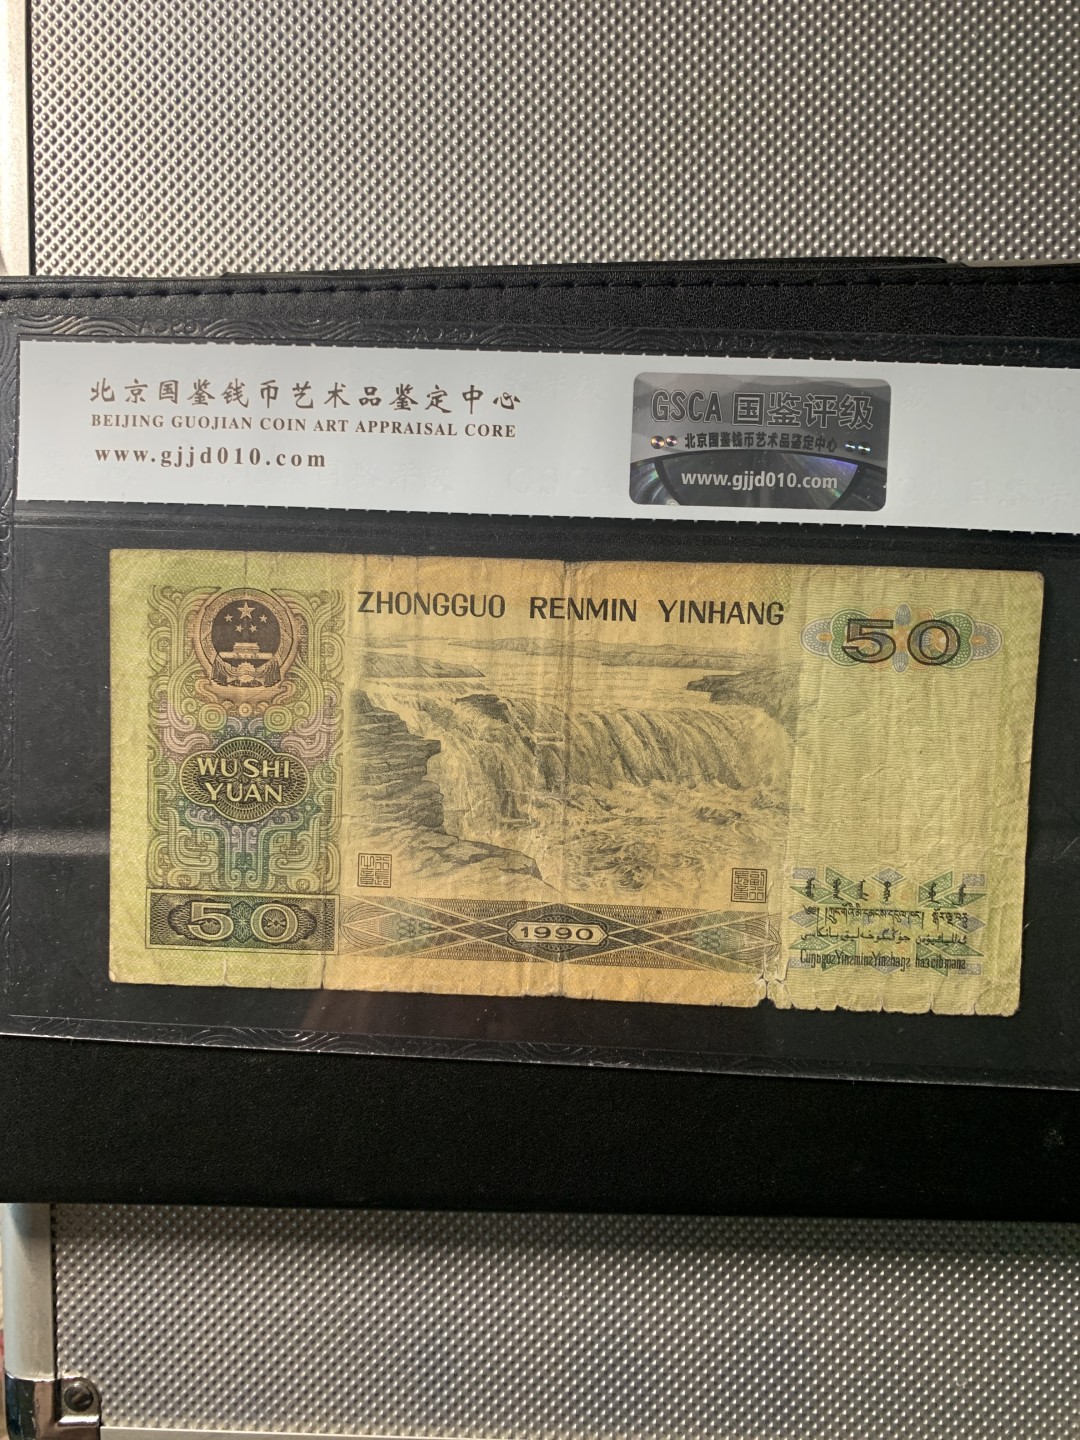 北京国鉴钱币艺术品鉴定中心
BEIJING GUOJIAN COIN ART APPRAISAL CORE
www.gjjd010.com
GSCA 国鉴评级
北京国鉴钱币艺术品鉴定中心
www.gjjd010.com
ZHONGGUO RENMIN YINHANG
50
WU SHI
YUAN
50
1990